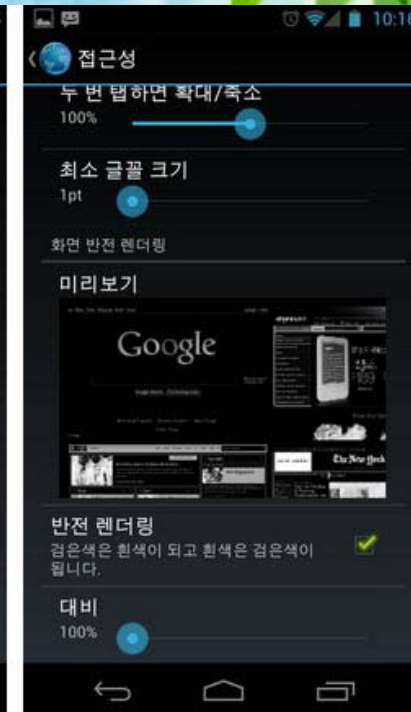 10:16
접근성
두 번 탭하면 확대/축소
100%
최소 글꼴 크기
1pt
화면 반전 렌더링
미리보기
Google
The New York
반전 렌더링
검은색은 흰색이 되고 흰색은 검은색이
됩니다.
대비
100%